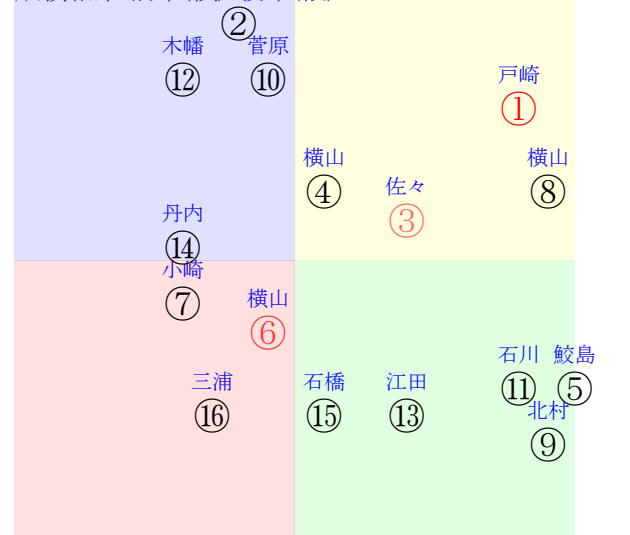 ②
木幡 菅原
⑫ ⑩
戸崎
①
横山 横山
④ ⑧
佐々
③
丹内
⑭
小崎
⑦
横山
⑥
石川 鮫島
⑪ ⑤
三浦 石橋 江田
⑯ ⑮ ⑬
北村
⑨